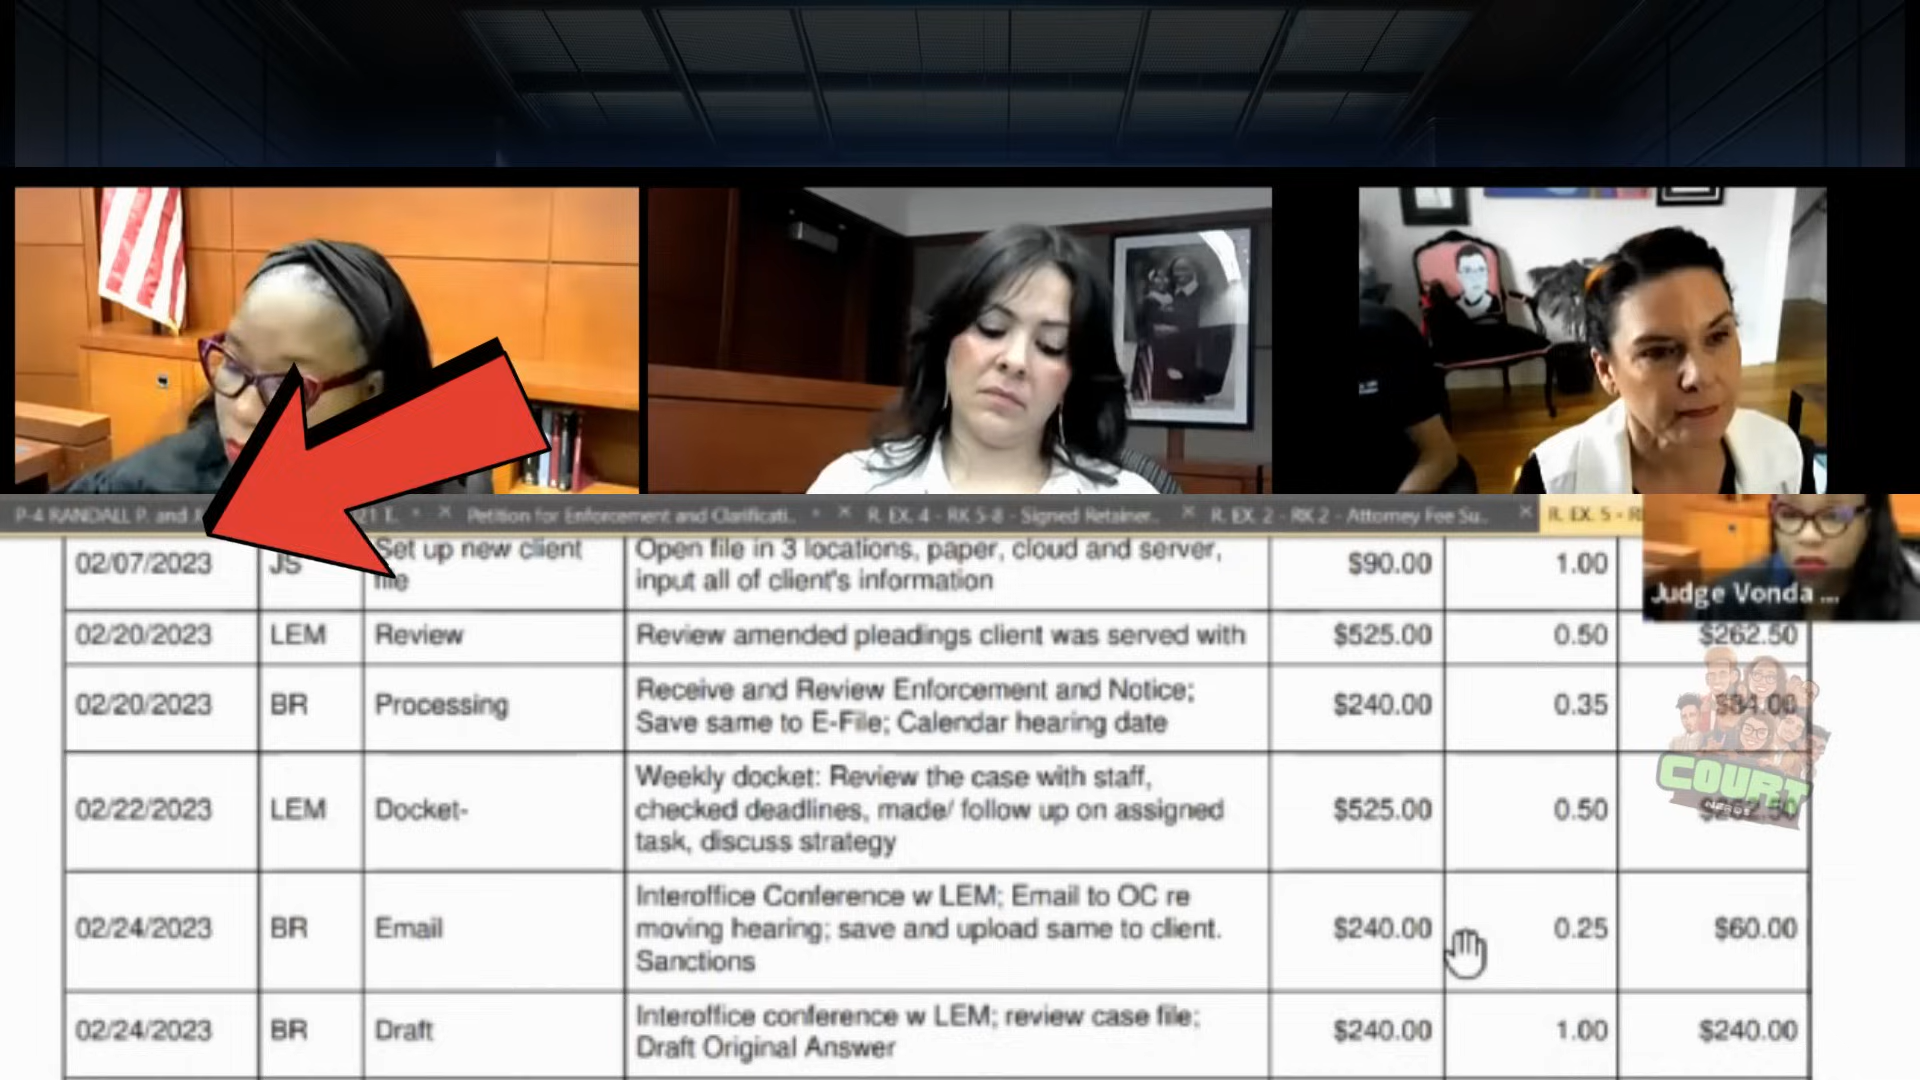 P-4 RANDALL P. and
T.
Petition for Enforcement and Clarificati..
R. EX. 4 - RK 5-8 - Signed Retainer..
R. EX. 2 - RK 2 - Attorney Fee Su..
R. EX. 5 -
Judge Vonda ...
02/07/2023 JS Set up new client file Open file in 3 locations, paper, cloud and server,
input all of client's information $90.00 1.00
02/20/2023 LEM Review Review amended pleadings client was served with $525.00 0.50 $262.50
02/20/2023 BR Processing Receive and Review Enforcement and Notice;
Save same to E-File; Calendar hearing date $240.00 0.35 $84.00
02/22/2023 LEM Docket- Weekly docket: Review the case with staff,
checked deadlines, made/ follow up on assigned
task, discuss strategy $525.00 0.50 $262.50
02/24/2023 BR Email Interoffice Conference w LEM; Email to OC re
moving hearing; save and upload same to client.
Sanctions $240.00 0.25 $60.00
02/24/2023 BR Draft Interoffice conference w LEM; review case file;
Draft Original Answer $240.00 1.00 $240.00
COURT